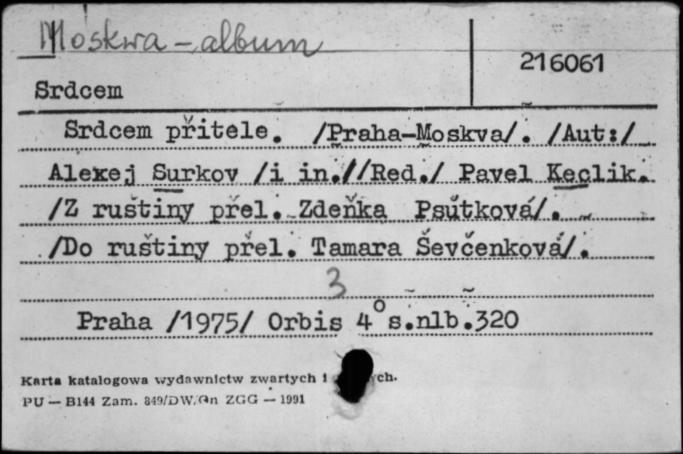 Moskwa - album
216061
Srdcem
Srdcem přitele. /Praha-Moskva/. /Aut:/
Alexej Surkov /i in.//Red./ Pavel Keclik.
/Z ruštiny přel. Zdeňka Psůtková/.
/Do ruštiny přel. Tamara Ševčenková/.
3
Praha /1975/ Orbis 4° s.nlb.320
Karta katalogowa wydawnictw zwartych i ch.
PU — B144 Zam. 849/DW/ ZGG — 1991